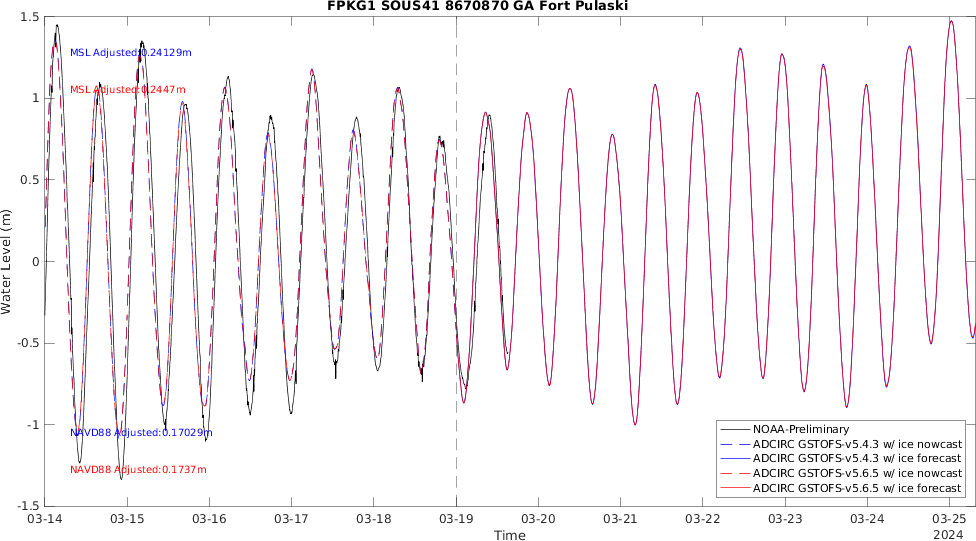 FPKG1 SOUS41 8670870 GA Fort Pulaski
Water Level (m)
1.5
1
0.5
0
-0.5
-1
-1.5
MSL Adjusted:0.24129m
MSL Adjusted:0.2447m
NAVD88 Adjusted:0.17029m
NAVD88 Adjusted:0.1737m
NOAA-Preliminary
ADCIRC GSTOFS-v5.4.3 w/ ice nowcast
ADCIRC GSTOFS-v5.4.3 w/ ice forecast
ADCIRC GSTOFS-v5.6.5 w/ ice nowcast
ADCIRC GSTOFS-v5.6.5 w/ ice forecast
03-14 03-15 03-16 03-17 03-18 03-19 03-20 03-21 03-22 03-23 03-24 03-25
Time
2024